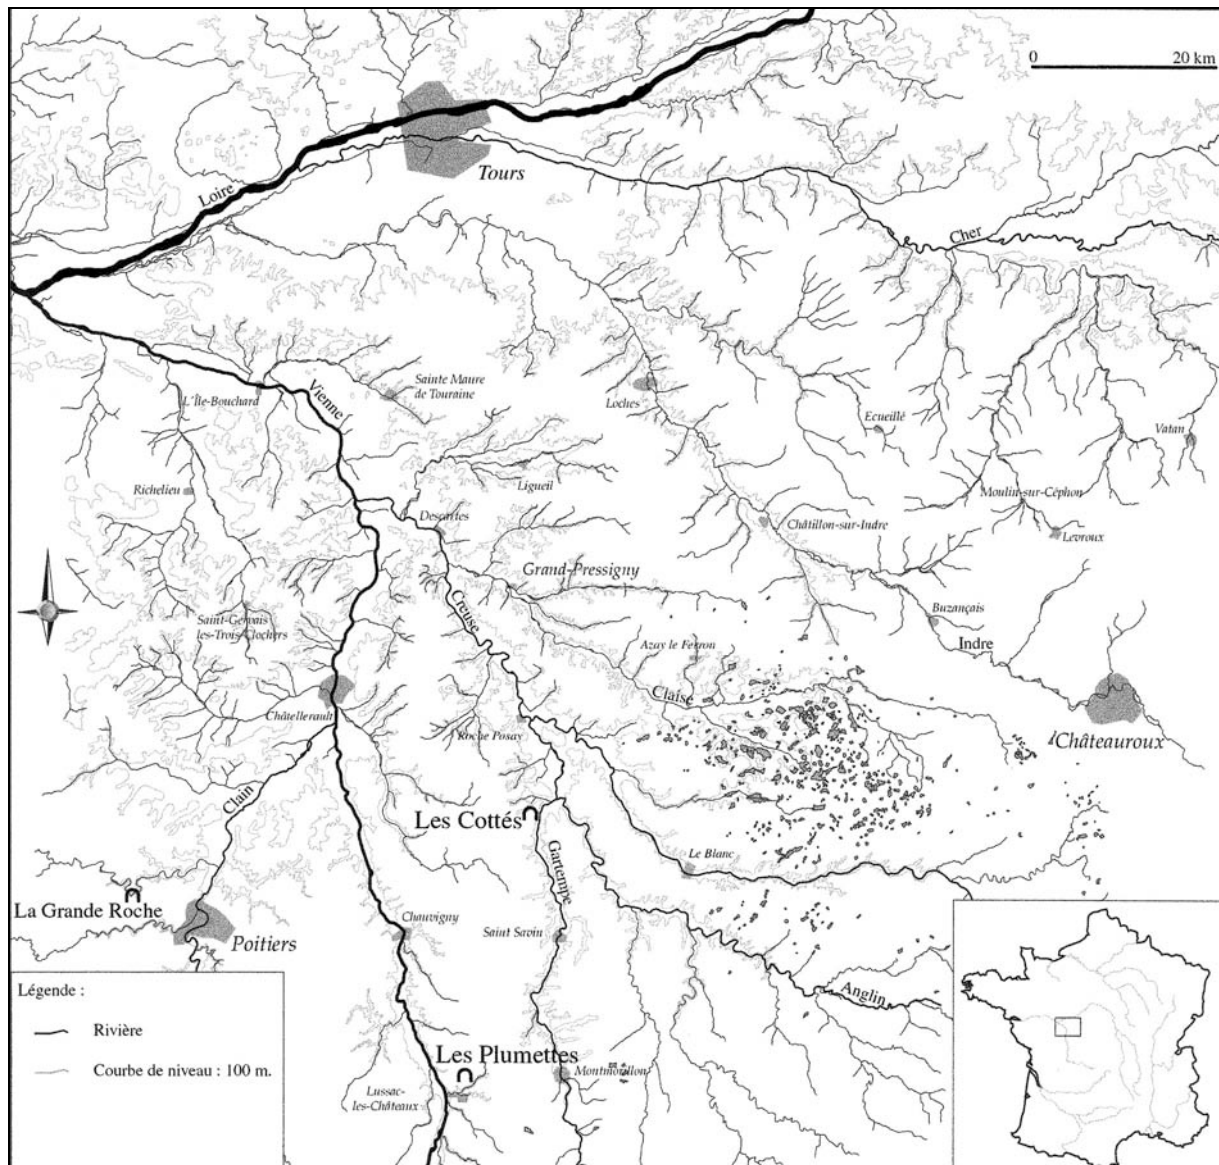 0 20 km
Tours
Loire
Cher
Vienne
Sainte Maure
de Touraine
L'Île-Bouchard
Loches
Ecueillé
Vatan
Richelieu
Ligueil
Moulin-sur-Céphon
Descartes
Châtillon-sur-Indre
Levroux
Grand-Pressigny
Creuse
Buzançais
Saint-Gervais
les-Trois-Clochers
Azay le Ferron
Indre
Claise
Châtellerault
Roche Posay
Châteauroux
Clain
Les Cottés
Gartempe
Le Blanc
La Grande Roche
Chauvigny
Saint Savin
Poitiers
Anglin
Légende :
Rivière
Les Plumettes
Courbe de niveau : 100 m.
Montmorillon
Lussac-
les-Châteaux